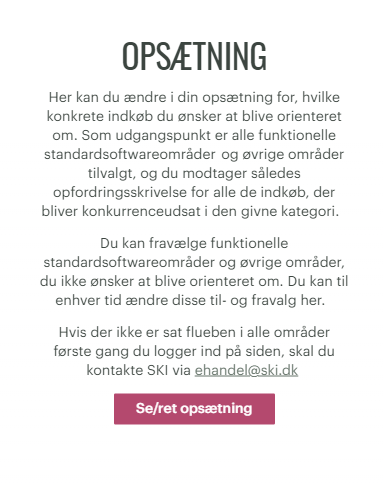 OPSÆTNING
Her kan du ændre i din opsætning for, hvilke
konkrete indkøb du ønsker at blive orienteret
om. Som udgangspunkt er alle funktionelle
standardsoftwareområder og øvrige områder
tilvalgt, og du modtager således
opfordringsskrivelse for alle de indkøb, der
bliver konkurrenceudsat i den givne kategori.
Du kan fravælge funktionelle
standardsoftwareområder og øvrige områder,
du ikke ønsker at blive orienteret om. Du kan til
enhver tid ændre disse til- og fravalg her.
Hvis der ikke er sat flueben i alle områder
første gang du logger ind på siden, skal du
kontakte SKI via ehandel@ski.dk
Se/ret opsætning